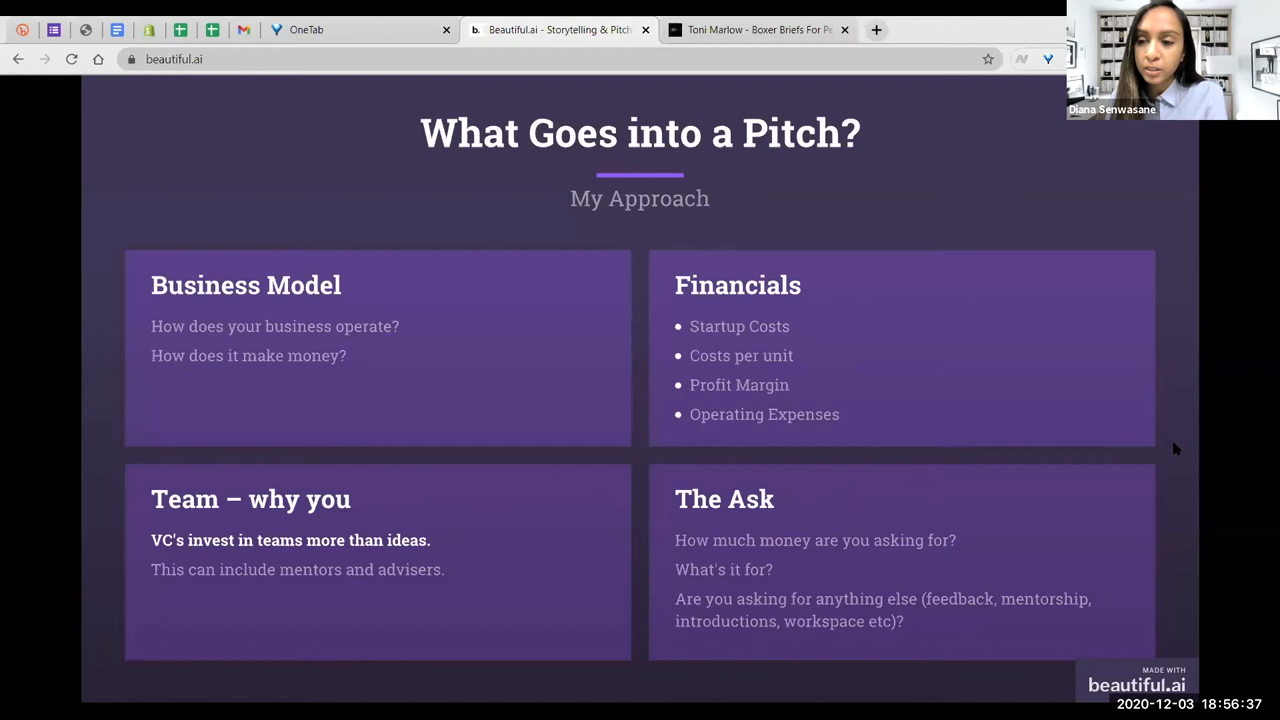 OneTab
Beautiful.ai - Storytelling & Pitch
Toni Marlow - Boxer Briefs For Pe
beautiful.ai
Diana Senwasane
What Goes into a Pitch?
My Approach
Business Model
How does your business operate?
How does it make money?
Financials
Startup Costs
Costs per unit
Profit Margin
Operating Expenses
Team – why you
VC's invest in teams more than ideas.
This can include mentors and advisers.
The Ask
How much money are you asking for?
What's it for?
Are you asking for anything else (feedback, mentorship,
introductions, workspace etc)?
MADE WITH
beautiful.ai
2020-12-03 18:56:37